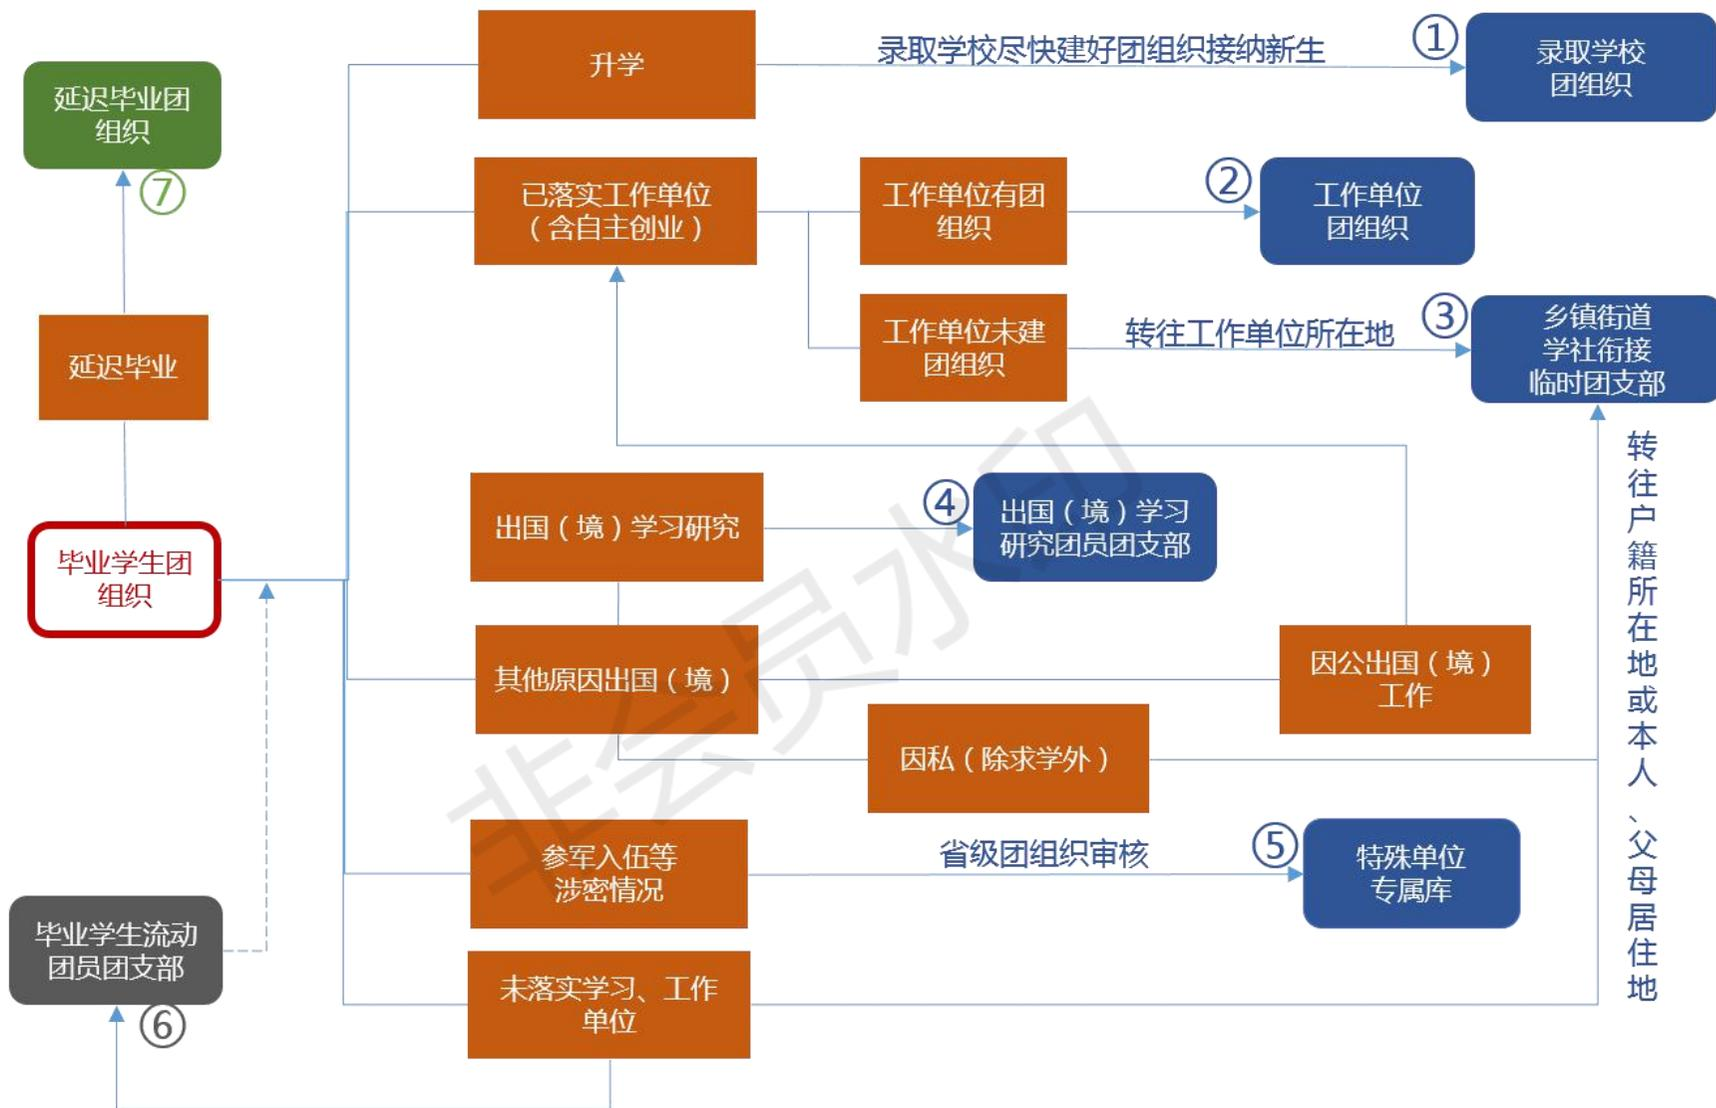 升学
录取学校尽快建好团组织接纳新生
①
录取学校
团组织
延迟毕业团
组织
⑦
已落实工作单位
（含自主创业）
工作单位有团
组织
②
工作单位
团组织
延迟毕业
工作单位未建
团组织
转往工作单位所在地
③
乡镇街道
学社衔接
临时团支部
出国（境）学习研究
④
出国（境）学习
研究团员团支部
毕业学生团
组织
其他原因出国（境）
因公出国（境）
工作
因私（除求学外）
转往户籍所在地或本人、父母居住地
参军入伍等
涉密情况
省级团组织审核
⑤
特殊单位
专属库
毕业学生流动
团员团支部
⑥
未落实学习、工作
单位
非会员水印